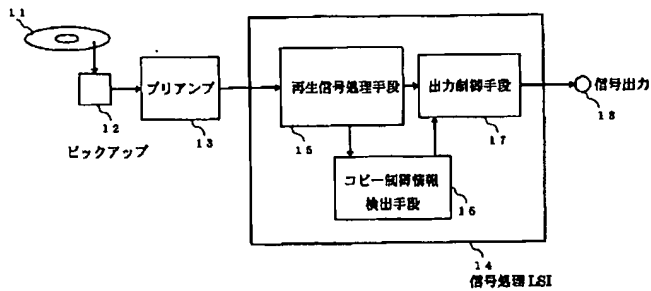 11
12
ピックアップ
プリアンプ
13
再生信号処理手段
15
出力制御手段
17
コピー制御情報
検出手段
16
信号出力
18
14
信号処理LSI